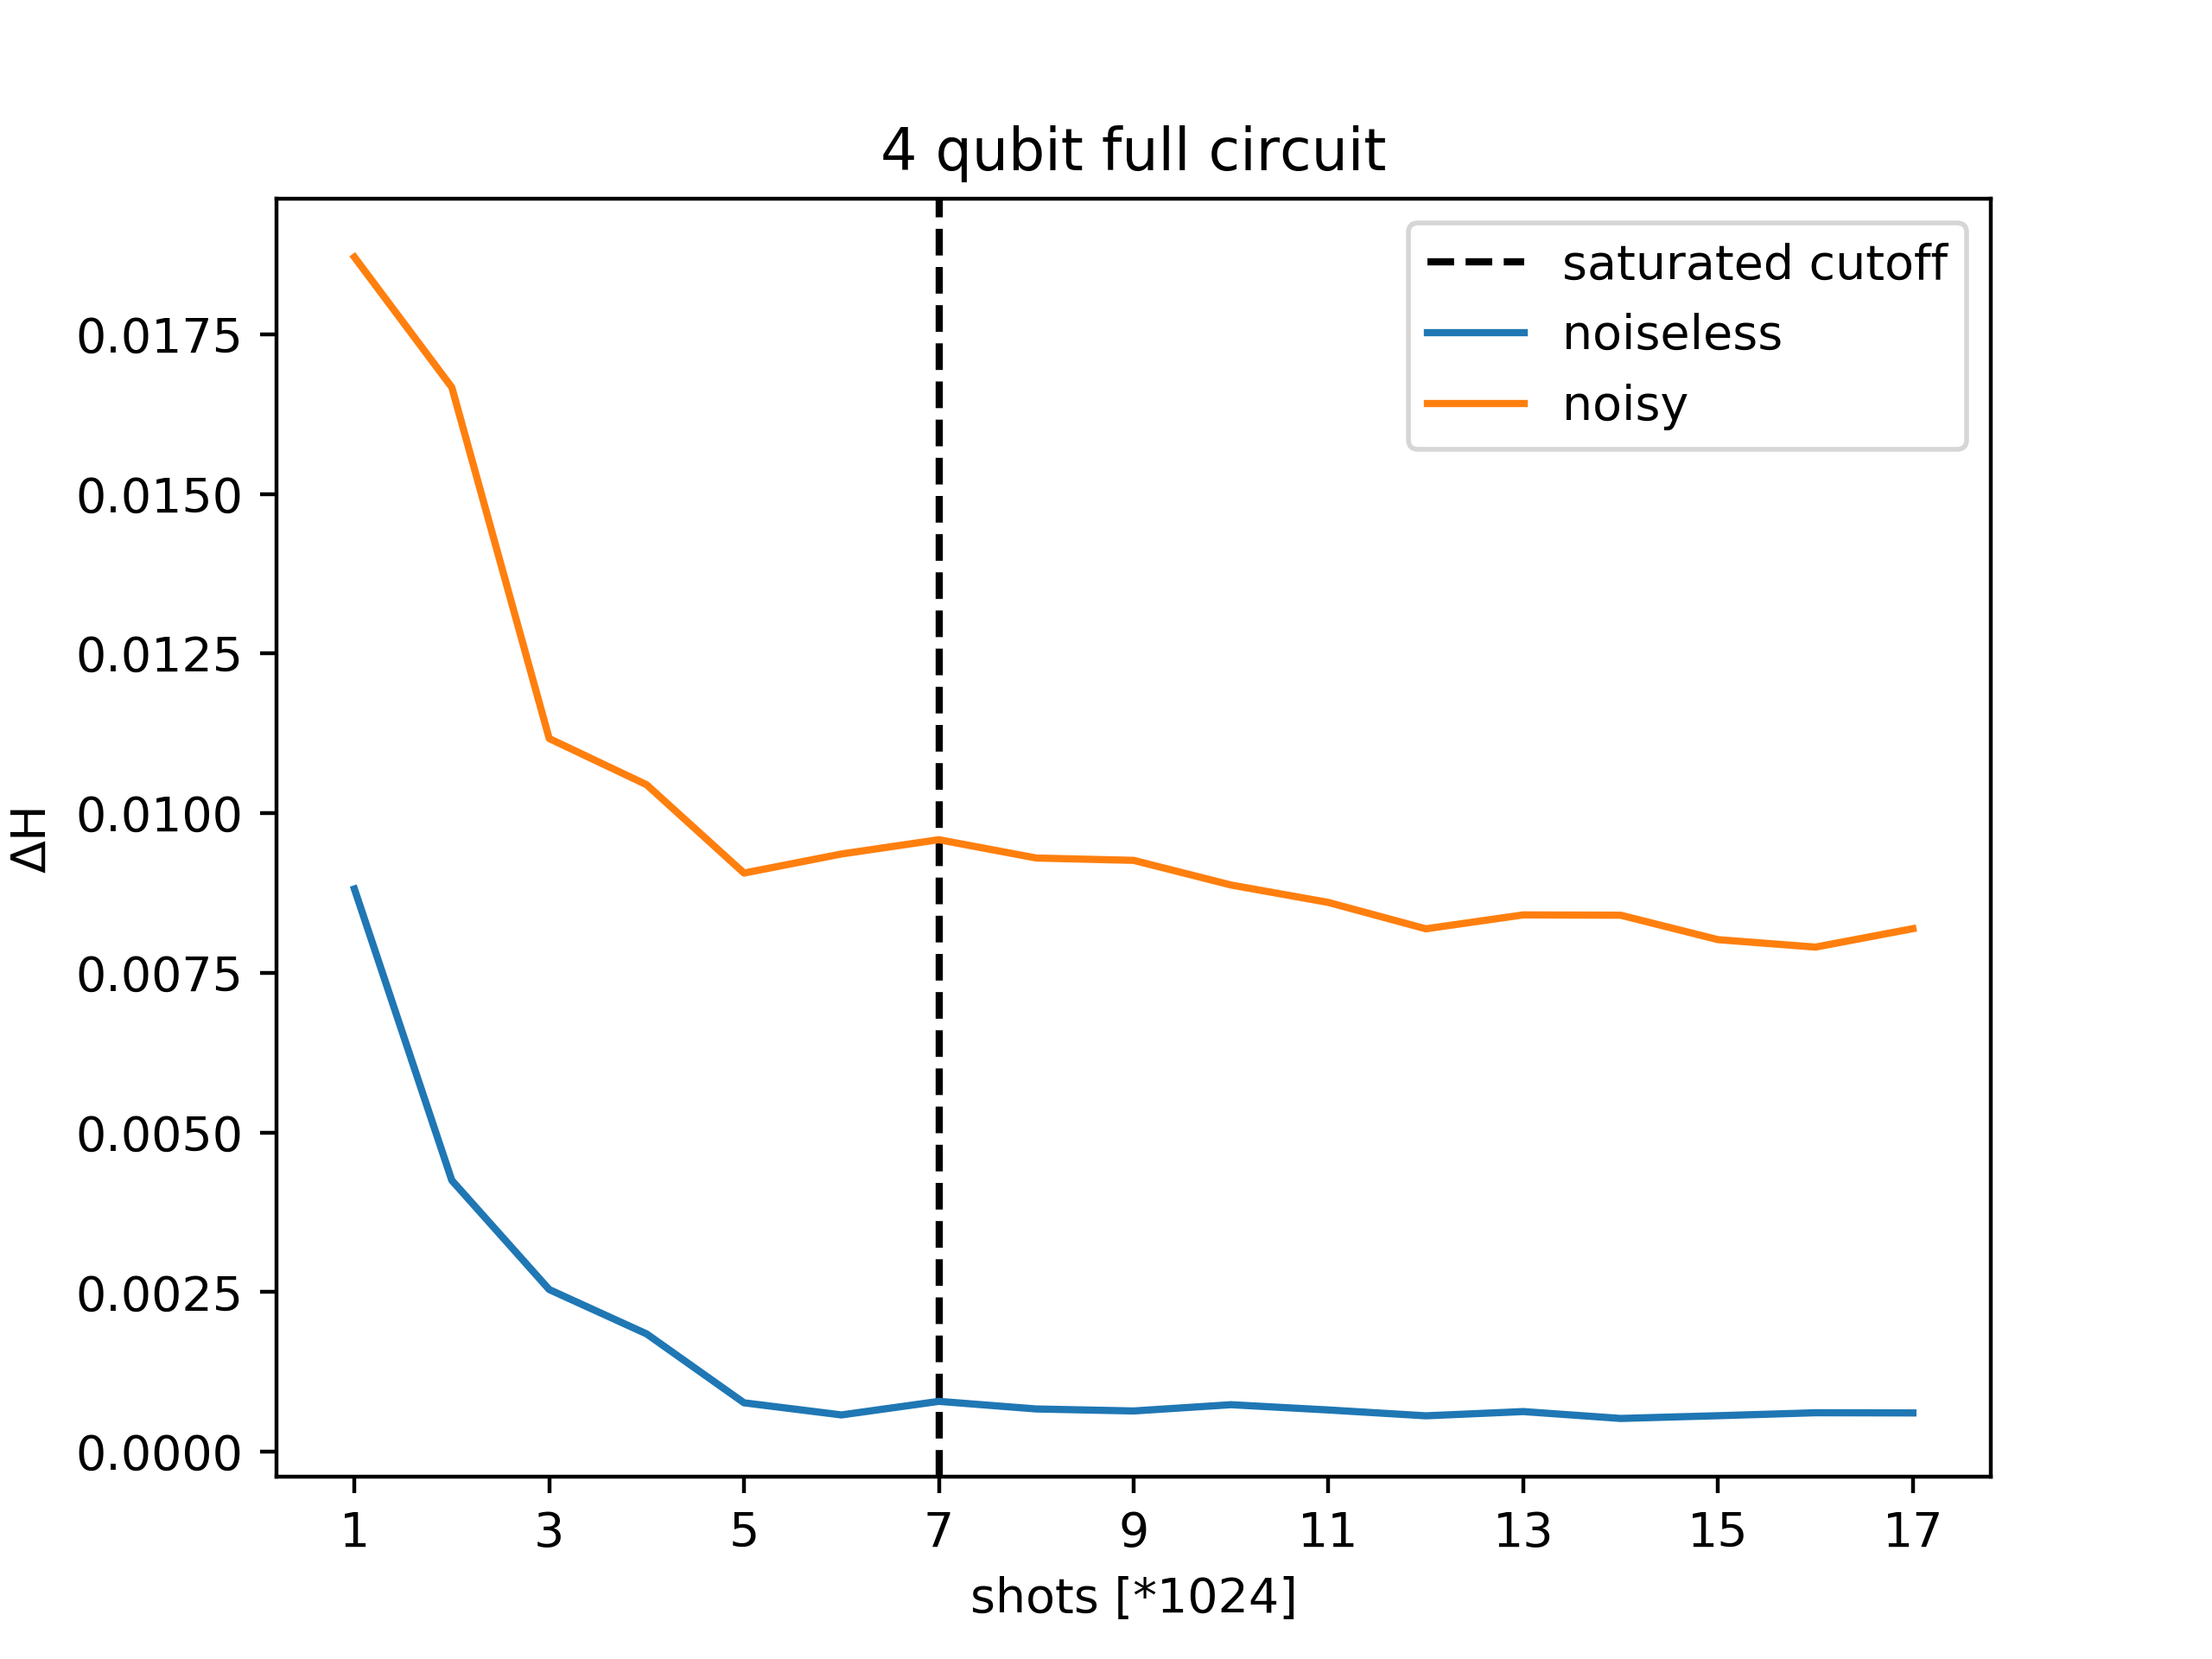 4 qubit full circuit
saturated cutoff
noiseless
noisy
0.0175
0.0150
0.0125
0.0100
0.0075
0.0050
0.0025
0.0000
ΔH
1 3 5 7 9 11 13 15 17
shots [*1024]